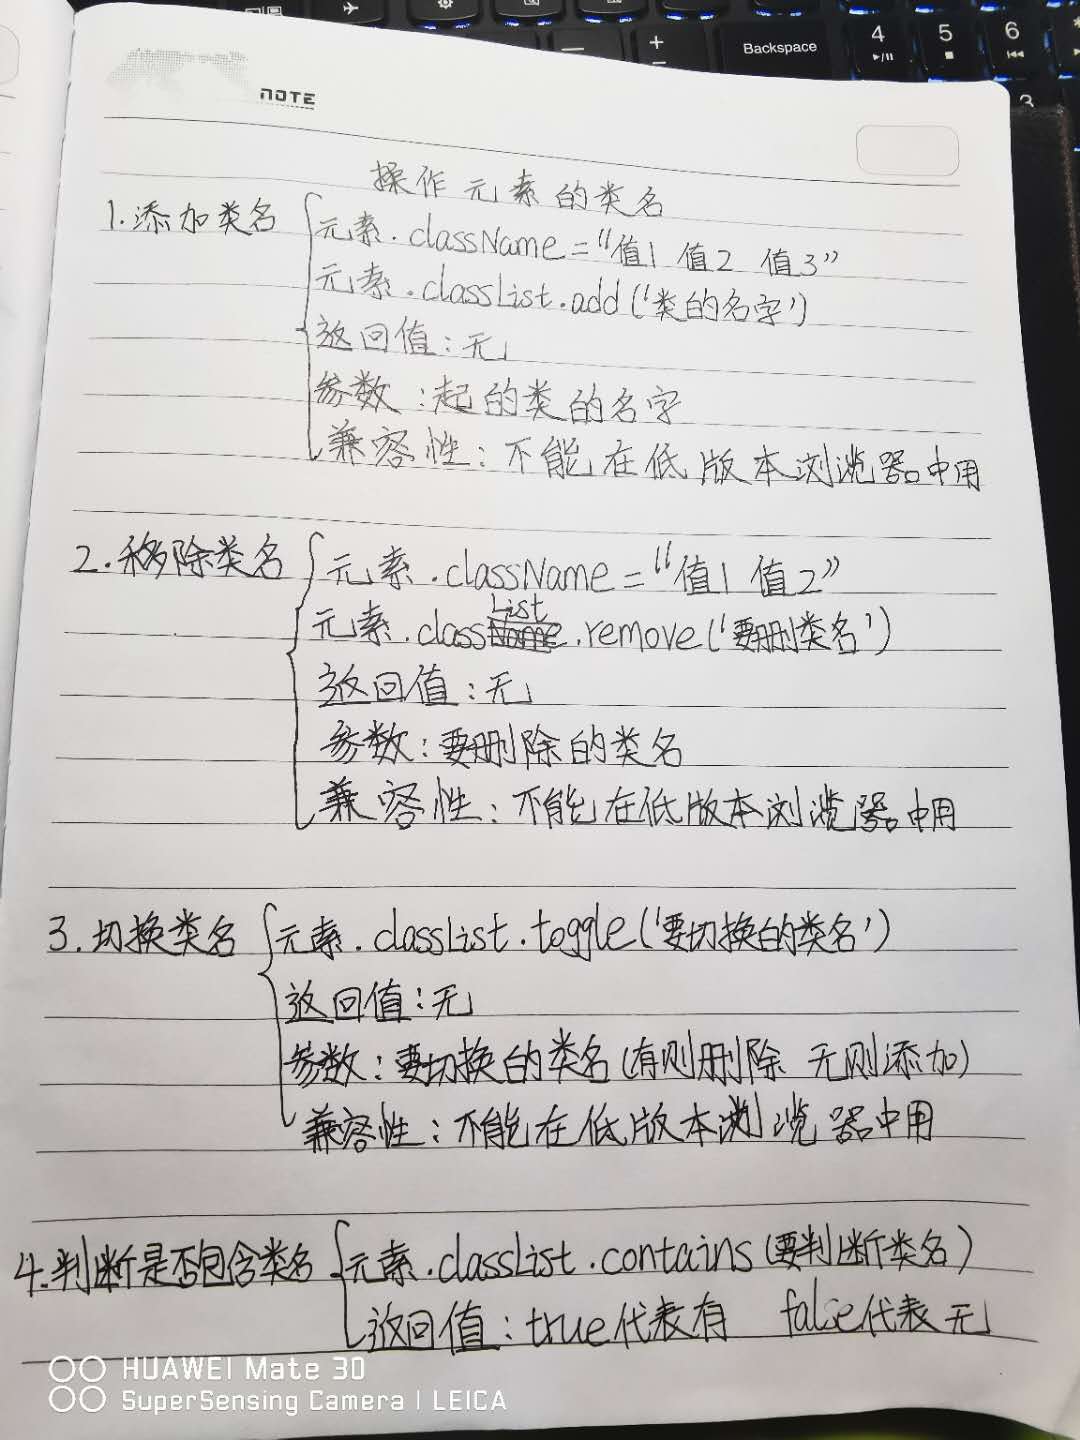 Backspace
+
4
5
6
3
NOTE
操作元素的类名
1.添加类名
元素.className="值1 值2 值3"
元素.classList.add('类的名字')
返回值:无
参数:起的类的名字
兼容性:不能在低版本浏览器中用
2.移除类名
元素.className="值1 值2"
元素.classList.remove('要删类名')
返回值:无
参数:要删除的类名
兼容性:不能在低版本浏览器中用
3.切换类名
元素.classList.toggle('要切换的类名')
返回值:无
参数:要切换的类名(有则删除 无则添加)
兼容性:不能在低版本浏览器中用
4.判断是否包含类名
元素.classList.contains(要判断类名)
返回值:true代表有 false代表无
HUAWEI Mate 30
SuperSensing Camera | LEICA